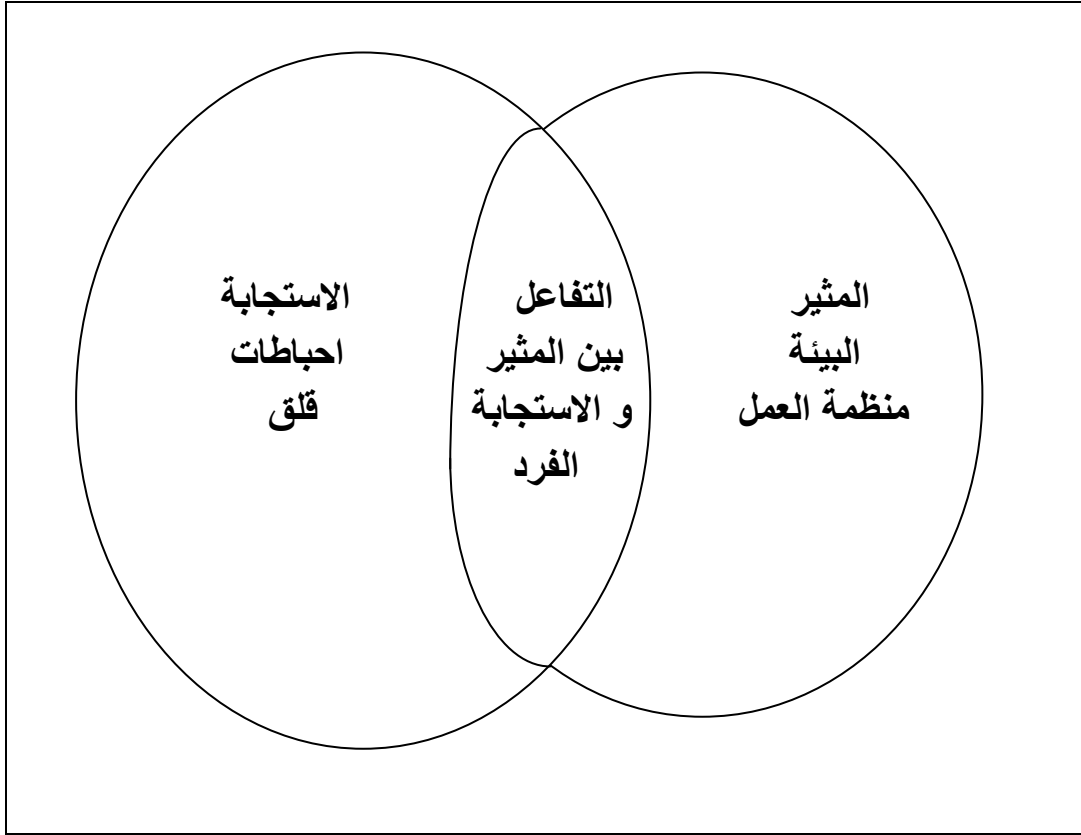 المثير
البيئة
منظمة العمل
التفاعل
بين المثير
و الاستجابة
الفرد
الاستجابة
احباطات
قلق